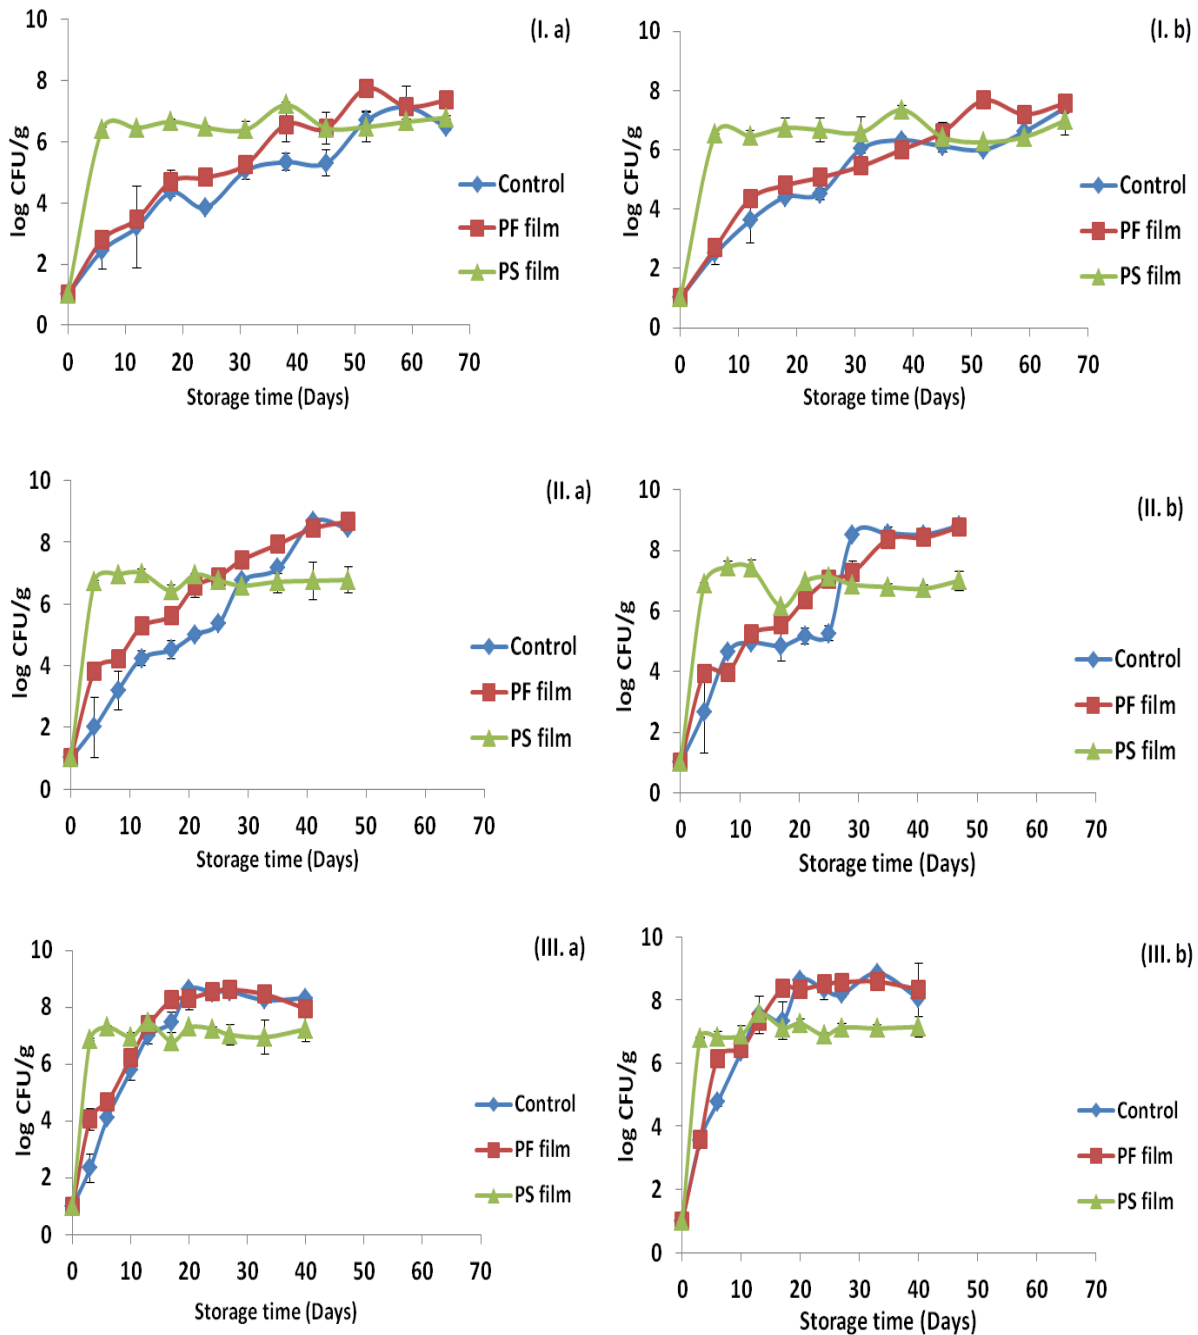 (I. a)
log CFU/g
10
8
6
4
2
0
0 10 20 30 40 50 60 70
Storage time (Days)
Control
PF film
PS film
(I. b)
log CFU/g
10
8
6
4
2
0
0 10 20 30 40 50 60 70
Storage time (Days)
Control
PF film
PS film
(II. a)
log CFU/g
10
8
6
4
2
0
0 10 20 30 40 50 60 70
Storage time (Days)
Control
PF film
PS film
(II. b)
log CFU/g
10
8
6
4
2
0
0 10 20 30 40 50 60 70
Storage time (Days)
Control
PF film
PS film
(III. a)
log CFU/g
10
8
6
4
2
0
0 10 20 30 40 50 60 70
Storage time (Days)
Control
PF film
PS film
(III. b)
log CFU/g
10
8
6
4
2
0
0 10 20 30 40 50 60 70
Storage time (Days)
Control
PF film
PS film